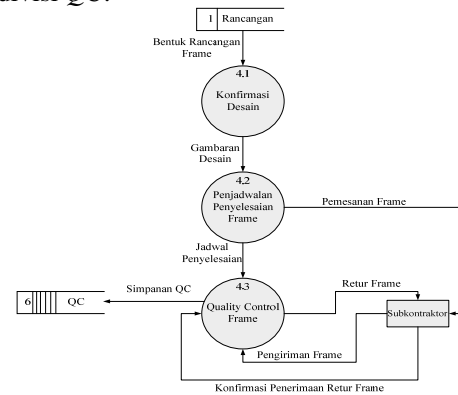 divisi QC.
1 Rancangan
Bentuk Rancangan
Frame
4.1
Konfirmasi
Desain
Gambaran
Desain
4.2
Penjadwalan
Penyelesaian
Frame
Pemesanan Frame
Jadwal
Penyelesaian
4.3
Quality Control
Frame
Simpanan QC
6 QC
Retur Frame
Subkontraktor
Pengiriman Frame
Konfirmasi Penerimaan Retur Frame